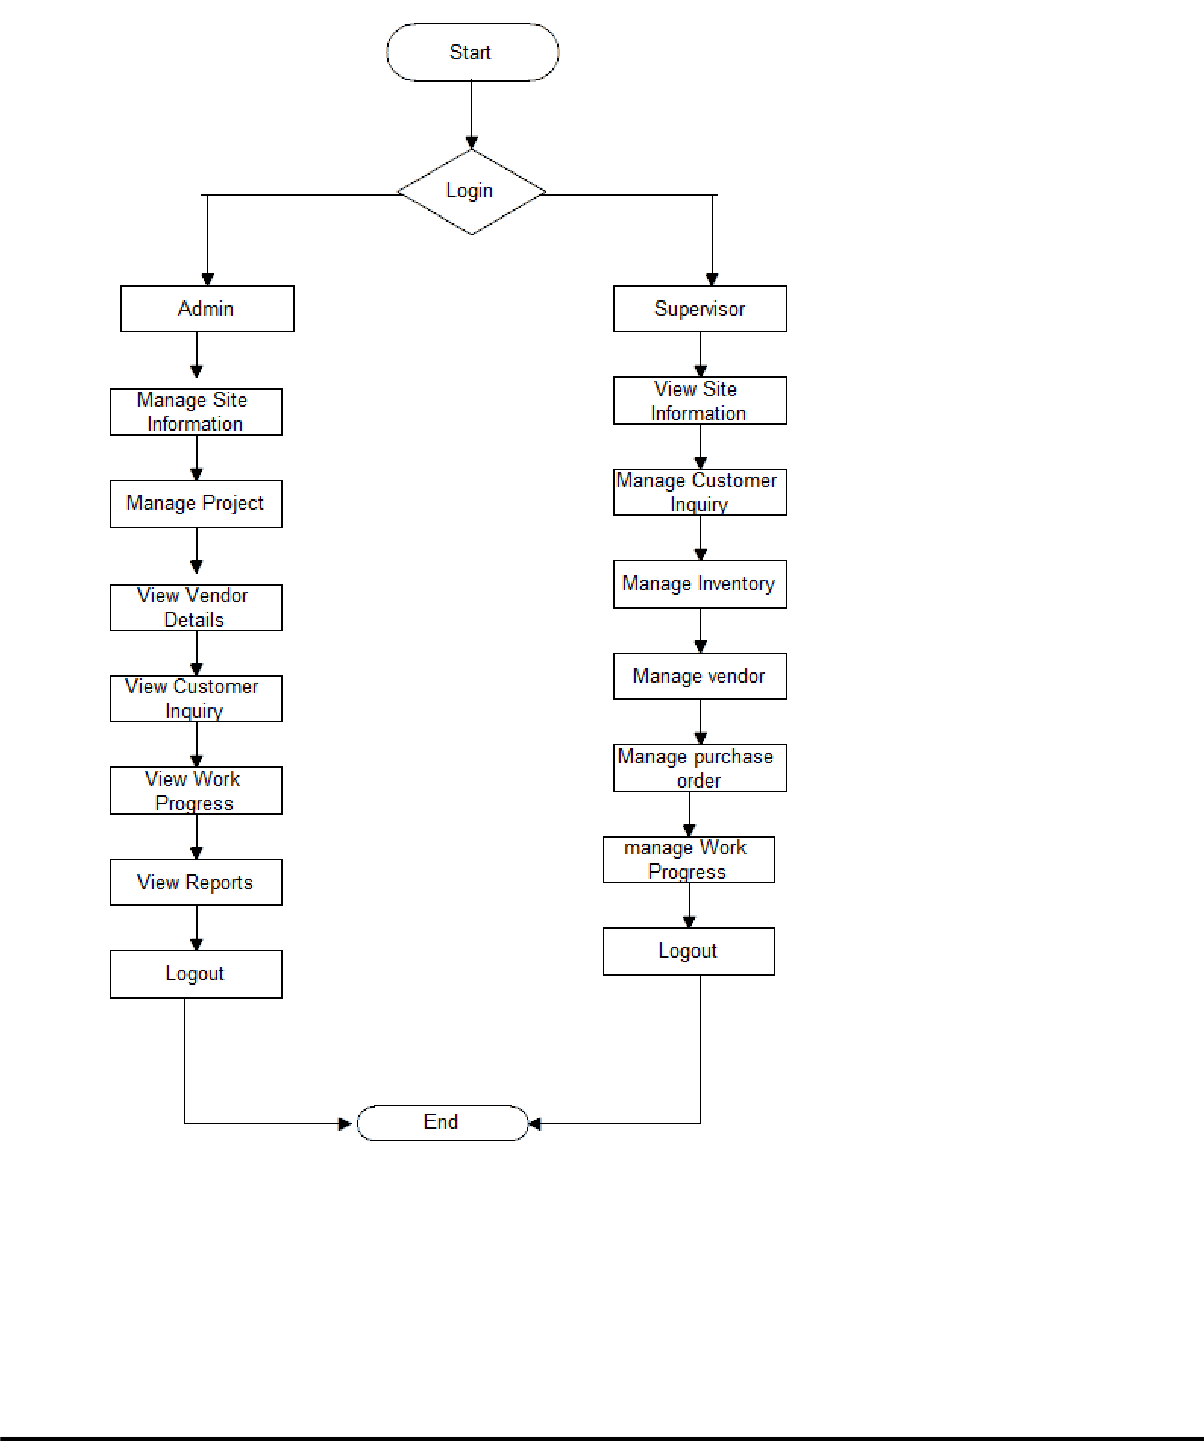 Start
Login
Admin
Manage Site
Information
Manage Project
View Vendor
Details
View Customer
Inquiry
View Work
Progress
View Reports
Logout
Supervisor
View Site
Information
Manage Customer
Inquiry
Manage Inventory
Manage vendor
Manage purchase
order
manage Work
Progress
Logout
End